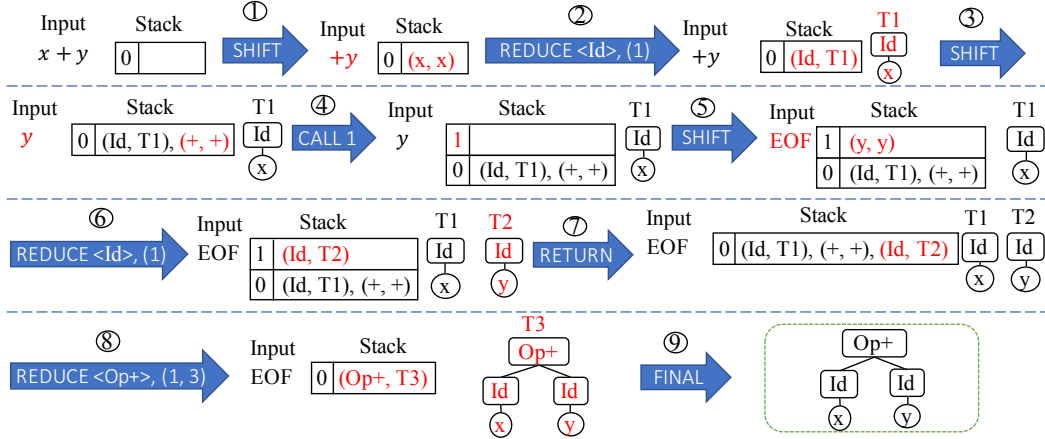 Input Stack ① Input Stack ② Input Stack T1 ③
x + y 0 SHIFT +y 0 (x, x) REDUCE <Id>, (1) +y 0 (Id, T1) Id x SHIFT
Input Stack T1 ④ Input Stack T1 ⑤ Input Stack T1
y 0 (Id, T1), (+, +) Id x CALL 1 y 1 Id x SHIFT EOF 1 (y, y) Id x
0 (Id, T1), (+, +) 0 (Id, T1), (+, +)
⑥ Input Stack T1 T2 ⑦ Input Stack T1 T2
REDUCE <Id>, (1) EOF 1 (Id, T2) Id Id RETURN EOF 0 (Id, T1), (+, +), (Id, T2) Id Id
0 (Id, T1), (+, +) x y x y
⑧ Input Stack T3 ⑨
REDUCE <Op+>, (1, 3) EOF 0 (Op+, T3) Op+ FINAL Op+
Id Id Id Id
x y x y